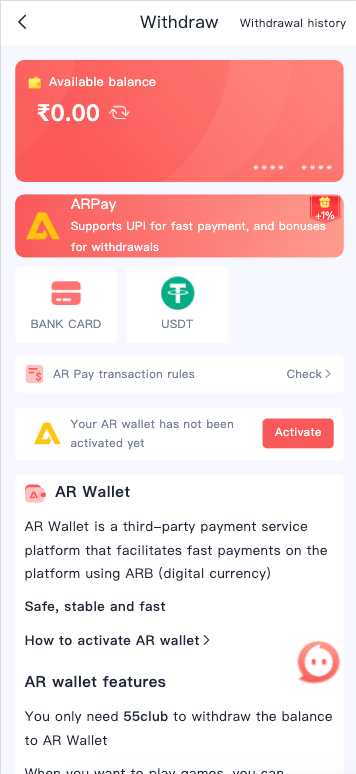 Withdraw
Withdrawal history
Available balance
₹0.00
**** ****
ARPay
+1%
Supports UPI for fast payment, and bonuses
for withdrawals
BANK CARD
USDT
AR Pay transaction rules
Check
Your AR wallet has not been
activated yet
Activate
AR Wallet
AR Wallet is a third-party payment service
platform that facilitates fast payments on the
platform using ARB (digital currency)
Safe, stable and fast
How to activate AR wallet
AR wallet features
You only need 55club to withdraw the balance
to AR Wallet
When you want to play games, you can